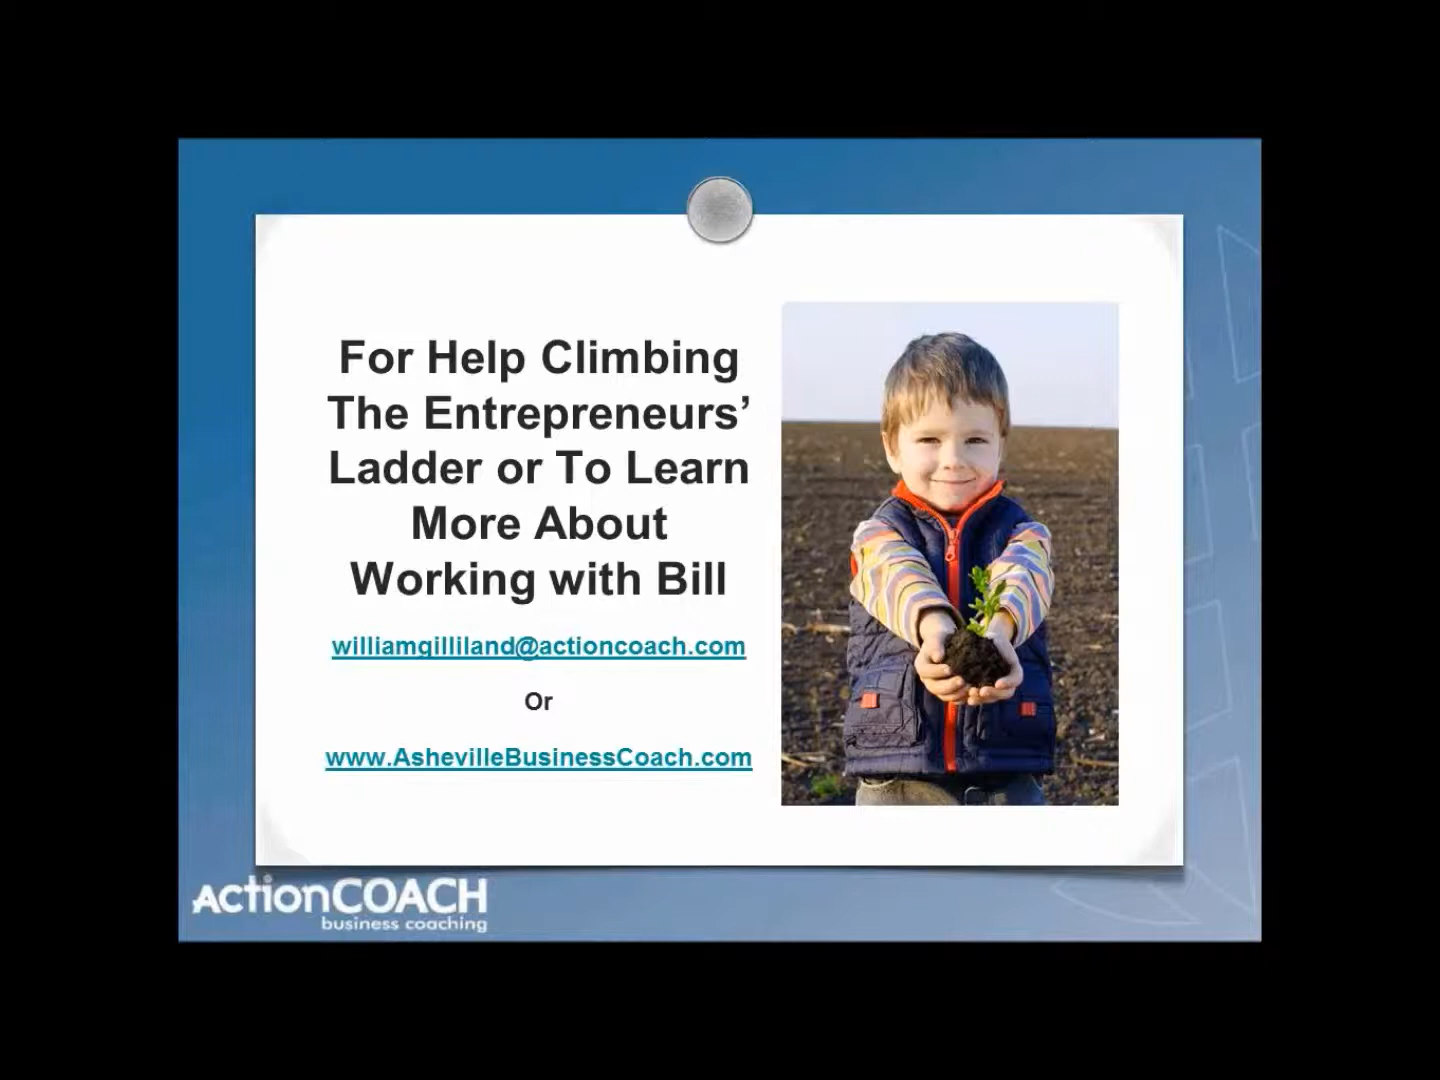 For Help Climbing
The Entrepreneurs’
Ladder or To Learn
More About
Working with Bill
williamgilliland@actioncoach.com
Or
www.AshevilleBusinessCoach.com
ActionCOACH
business coaching